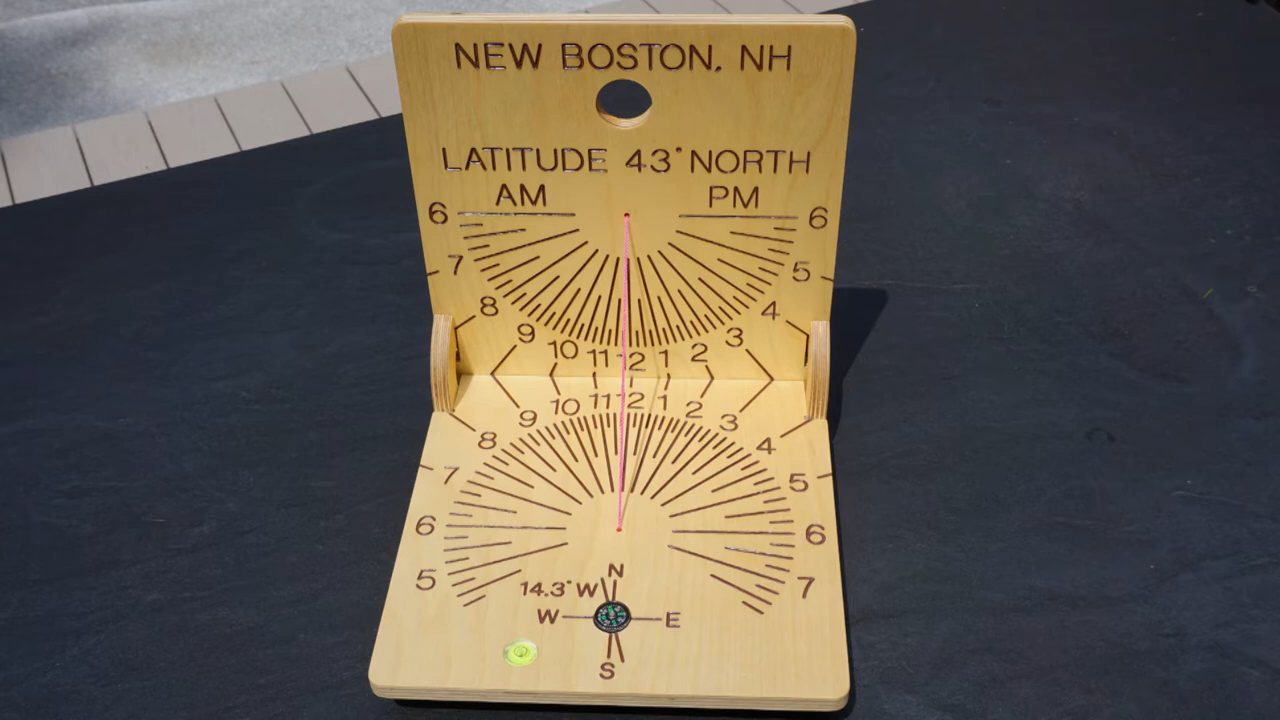 NEW BOSTON, NH
LATITUDE 43° NORTH
AM PM
6 6
7 5
8 4
9 3
10 11 12 1 2
10 11 12 1 2
9 3
8 4
7 5
6 6
5 7
N
14.3° W
W E
S